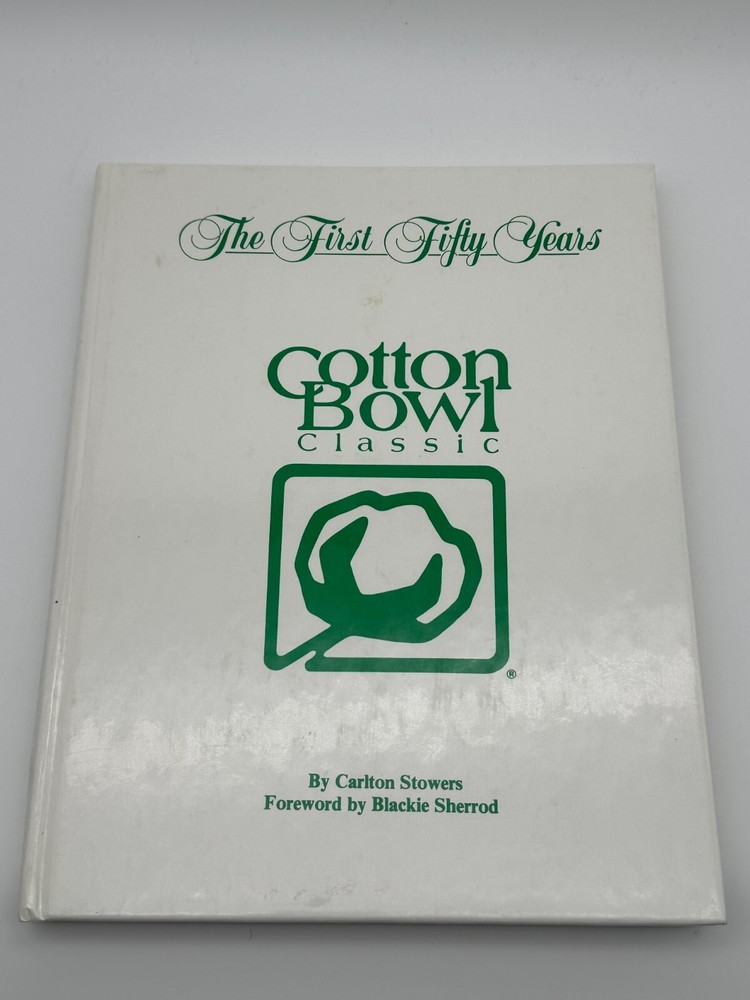 The First Fifty Years
Cotton
Bowl
Classic
®
By Carlton Stowers
Foreword by Blackie Sherrod